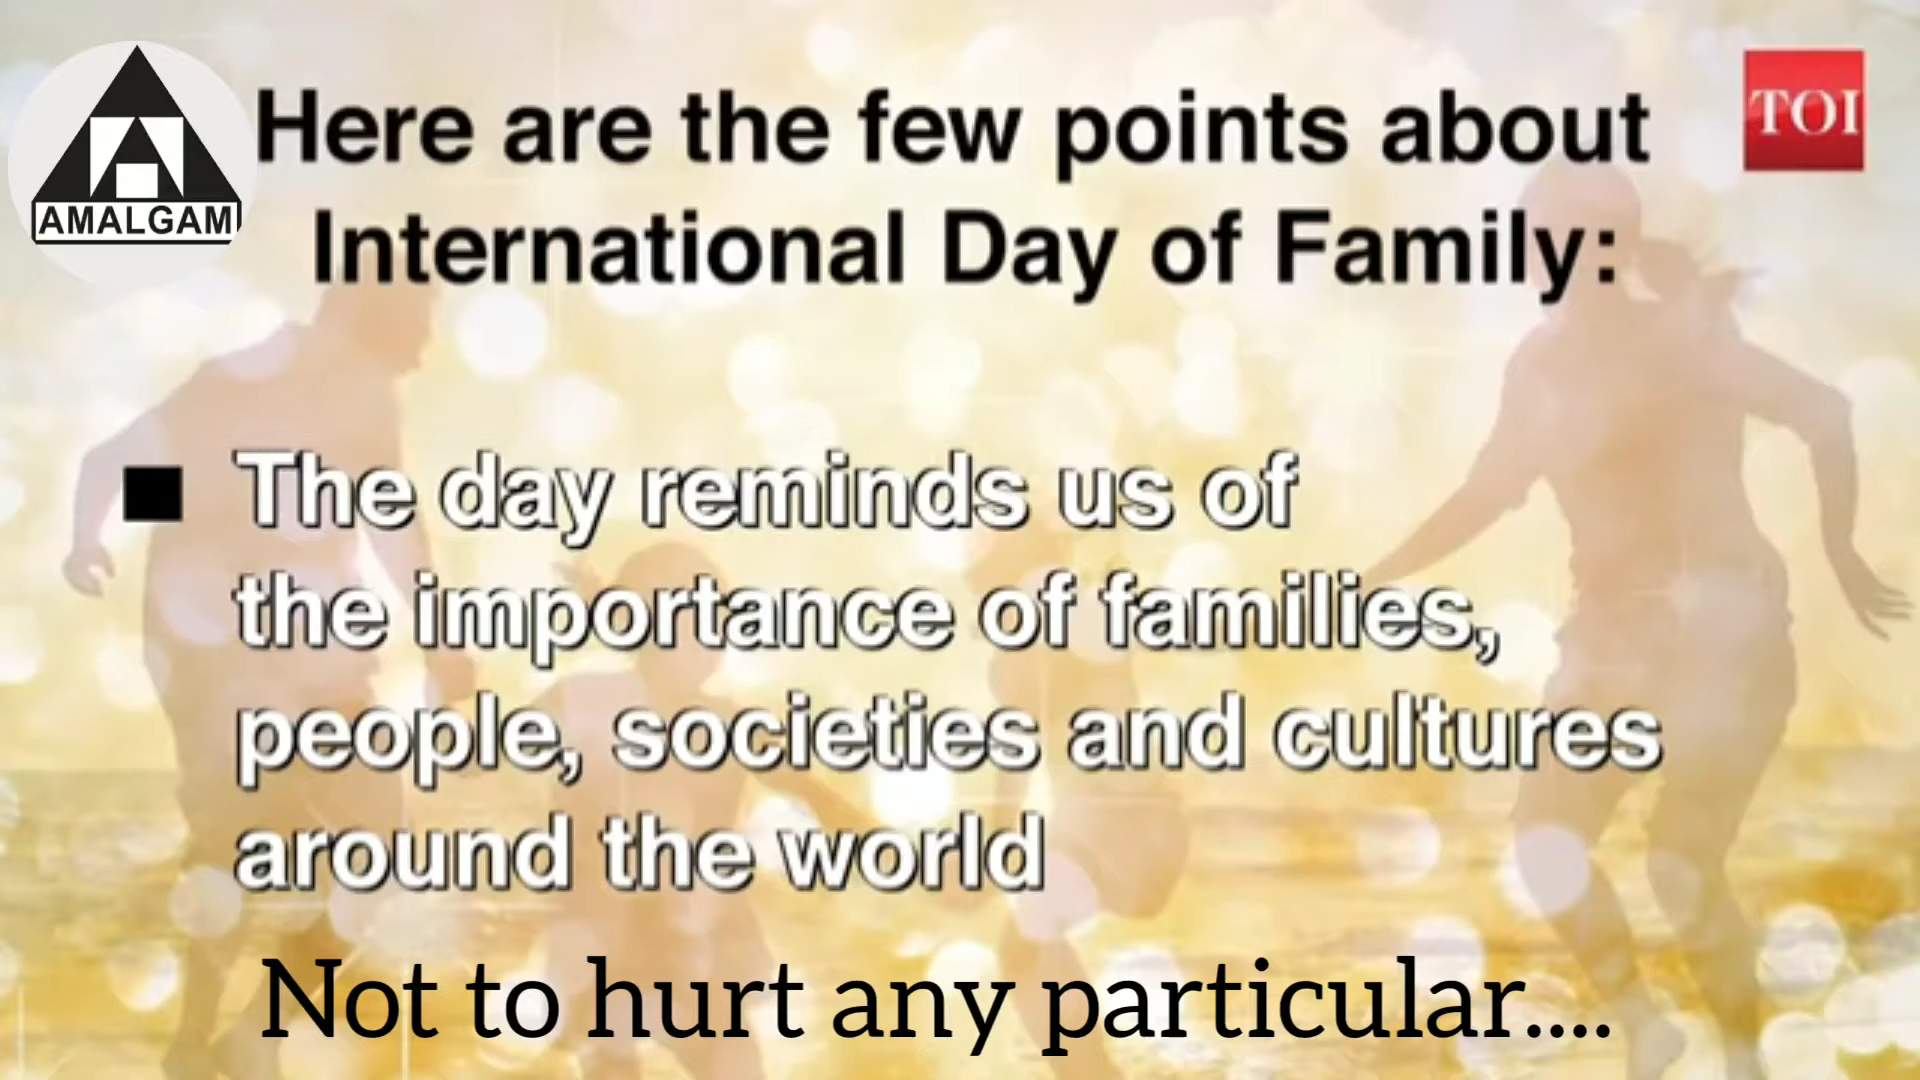 AMALGAM
Here are the few points about
TOI
International Day of Family:
The day reminds us of
the importance of families,
people, societies and cultures
around the world
Not to hurt any particular....